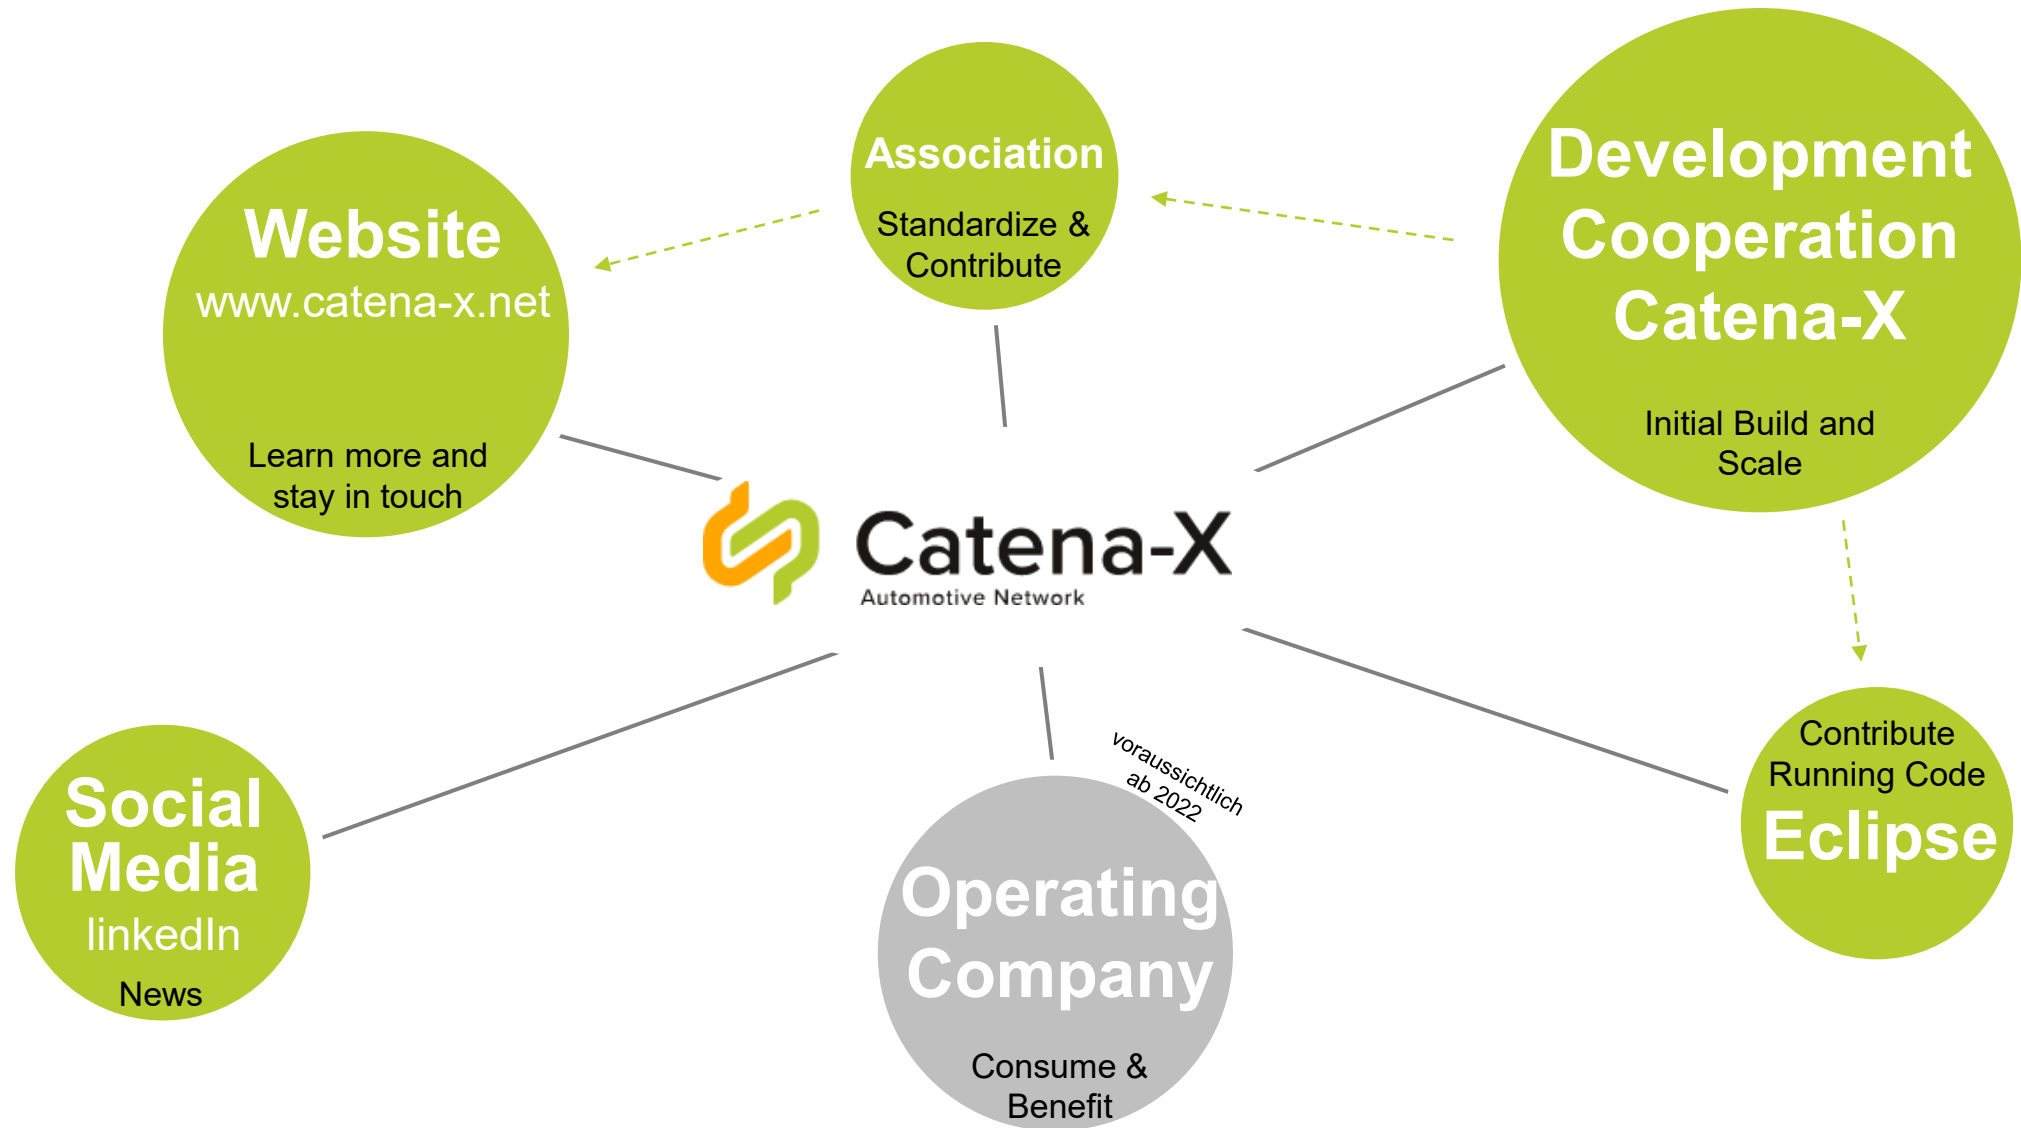 Website
www.catena-x.net
Learn more and
stay in touch
Association
Standardize &
Contribute
Development
Cooperation
Catena-X
Initial Build and
Scale
Catena-X
Automotive Network
Social
Media
linkedIn
News
voraussichtlich
ab 2022
Operating
Company
Consume &
Benefit
Contribute
Running Code
Eclipse